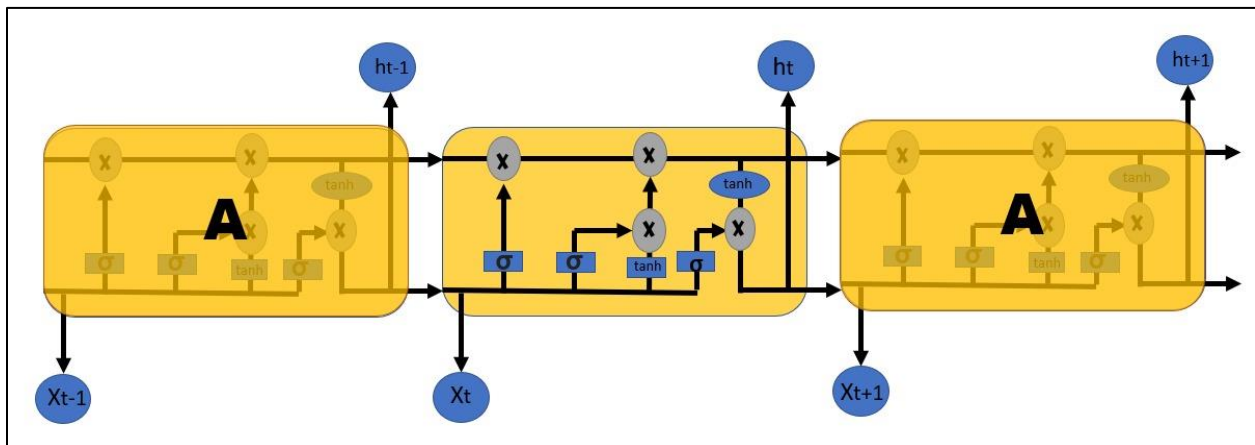 ht-1
ht
ht+1
x x
x x
x x
tanh
tanh
tanh
A
A
x x
x x
x x
σ σ tanh σ
σ σ tanh σ
σ σ tanh σ
Xt-1
Xt
Xt+1